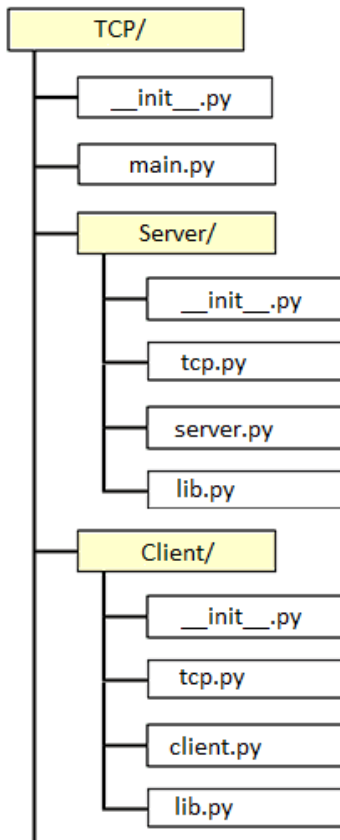 TCP/
__init__.py
main.py
Server/
__init__.py
tcp.py
server.py
lib.py
Client/
__init__.py
tcp.py
client.py
lib.py